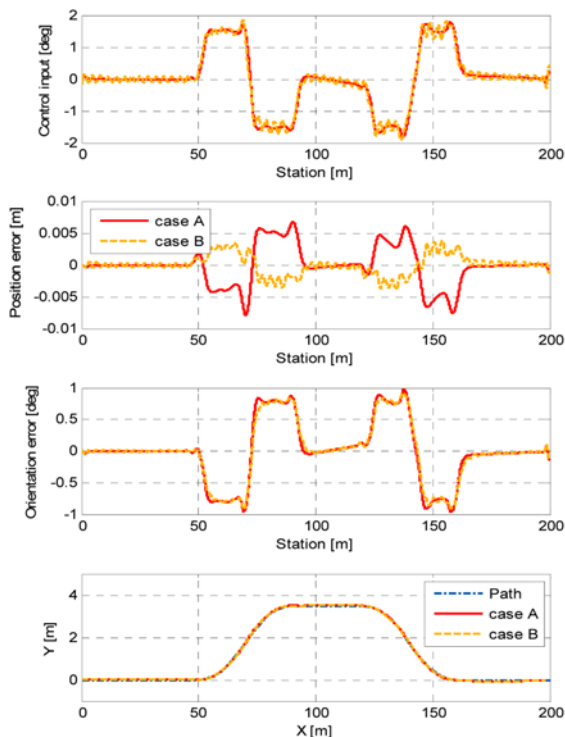 Control input [deg]
2
1
0
-1
-2
0 50 100 150 200
Station [m]
Position error [m]
0.01
0.005
0
-0.005
-0.01
case A
case B
0 50 100 150 200
Station [m]
Orientation error [deg]
1
0.5
0
-0.5
-1
0 50 100 150 200
Station [m]
Y [m]
4
2
0
Path
case A
case B
0 50 100 150 200
X [m]